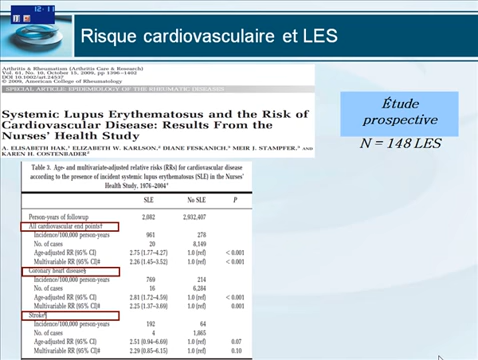 12:11
Risque cardiovasculaire et LES
Arthritis & Rheumatism (Arthritis Care & Research)
Vol. 61, No. 10, October 15, 2009, pp 1396–1402
DOI 10.1002/art.24537
© 2009, American College of Rheumatology
SPECIAL ARTICLE: EPIDEMIOLOGY OF THE RHEUMATIC DISEASES
Systemic Lupus Erythematosus and the Risk of
Cardiovascular Disease: Results From the
Nurses' Health Study
A. ELISABETH HAK, ELIZABETH W. KARLSON, DIANE FESKANICH, MEIR J. STAMPFER, AND
KAREN H. COSTENBADER
Étude
prospective
N = 148 LES
Table 3. Age- and multivariate-adjusted relative risks (RRs) for cardiovascular disease
according to the presence of incident systemic lupus erythematosus (SLE) in the Nurses'
Health Study, 1976–2004*
SLE No SLE P
Person-years of followup 2,082 2,932,407
All cardiovascular end points†
Incidence/100,000 person-years 961 278
No. of cases 20 8,149
Age-adjusted RR (95% CI) 2.75 (1.77–4.27) 1.0 (ref) < 0.001
Multivariable RR (95% CI)‡ 2.26 (1.45–3.52) 1.0 (ref) < 0.001
Coronary heart disease§
Incidence/100,000 person-years 769 214
No. of cases 16 6,284
Age-adjusted RR (95% CI) 2.81 (1.72–4.59) 1.0 (ref) < 0.001
Multivariable RR (95% CI)‡ 2.25 (1.37–3.69) 1.0 (ref) 0.001
Stroke¶
Incidence/100,000 person-years 192 64
No. of cases 4 1,865
Age-adjusted RR (95% CI) 2.51 (0.94–6.69) 1.0 (ref) 0.07
Multivariable RR (95% CI)‡ 2.29 (0.85–6.15) 1.0 (ref) 0.10